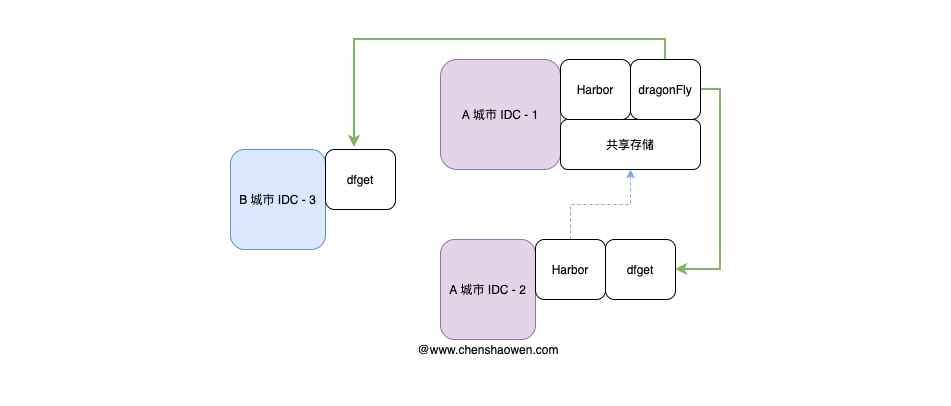 A 城市 IDC - 1
Harbor
dragonFly
共享存储
B 城市 IDC - 3
dfget
A 城市 IDC - 2
Harbor
dfget
@www.chenshaowen.com